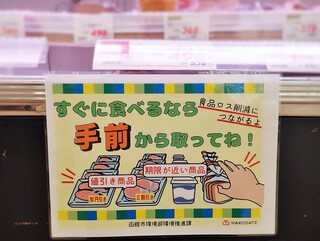 すぐに食べるなら
食品ロス削減に
つながるよ
手前から取ってね！
値引き商品
期限が近い商品
函館市環境部環境推進課
HAKODATE